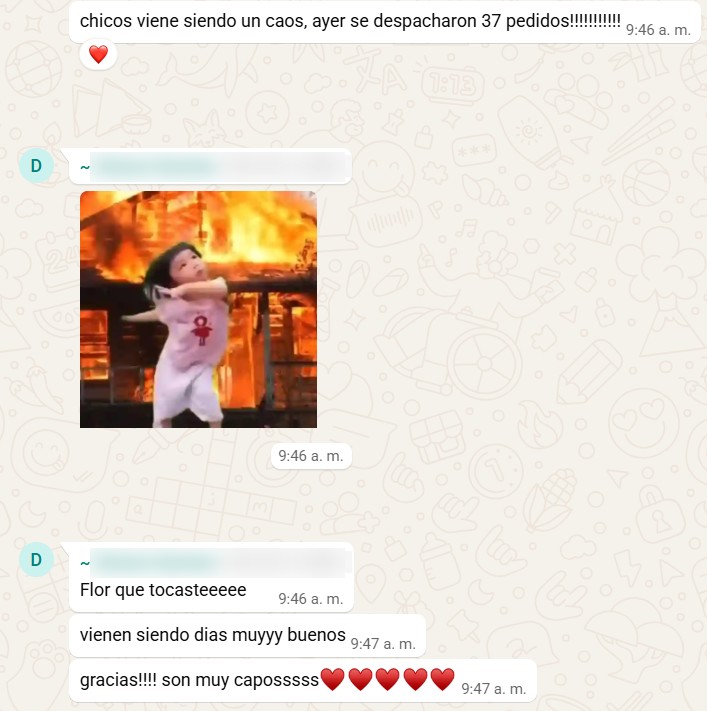 chicos viene siendo un caos, ayer se despacharon 37 pedidos!!!!!!!!!!! 9:46 a. m.
❤️
D ~
9:46 a. m.
D ~
Flor que tocasteeeee 9:46 a. m.
vienen siendo dias muyyy buenos 9:47 a. m.
gracias!!!! son muy caposssss♥️♥️♥️♥️♥️ 9:47 a. m.